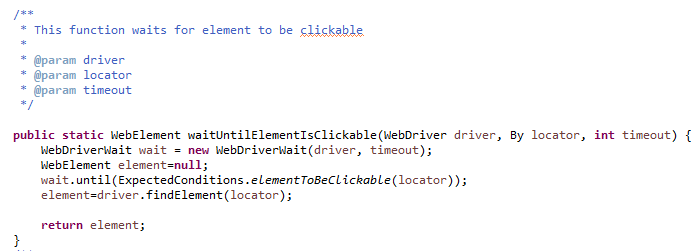 /**
 * This function waits for element to be clickable
 *
 * @param driver
 * @param locator
 * @param timeout
 */
public static WebElement waitUntilElementIsClickable(WebDriver driver, By locator, int timeout) {
    WebDriverWait wait = new WebDriverWait(driver, timeout);
    WebElement element=null;
    wait.until(ExpectedConditions.elementToBeClickable(locator));
    element=driver.findElement(locator);
    return element;
}